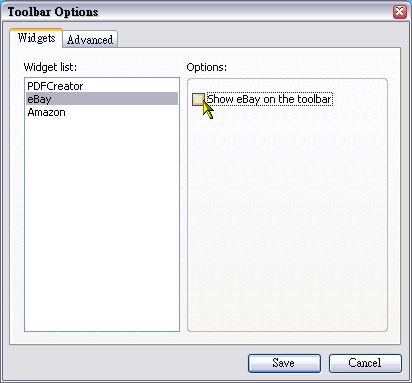 Toolbar Options
Widgets Advanced
Widget list:
PDFCreator
eBay
Amazon
Options:
Show eBay on the toolbar
Save Cancel